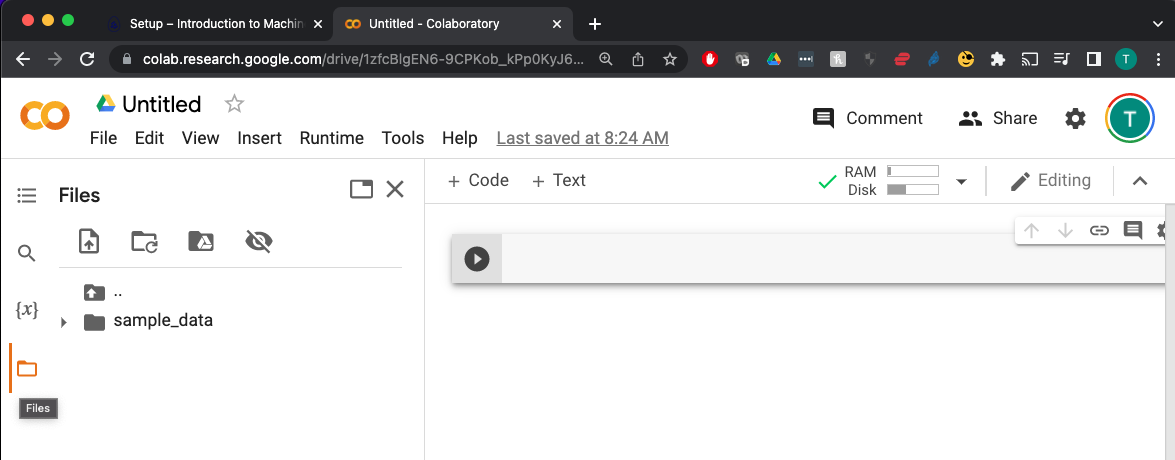 Setup – Introduction to Machin
Untitled - Colaboratory
colab.research.google.com/drive/1zfcBlgEN6-9CPKob_kPp0KyJ6...
T
Untitled
File Edit View Insert Runtime Tools Help Last saved at 8:24 AM
Comment Share T
Files
+ Code + Text
RAM
Disk
Editing
..
{x}
sample_data
Files